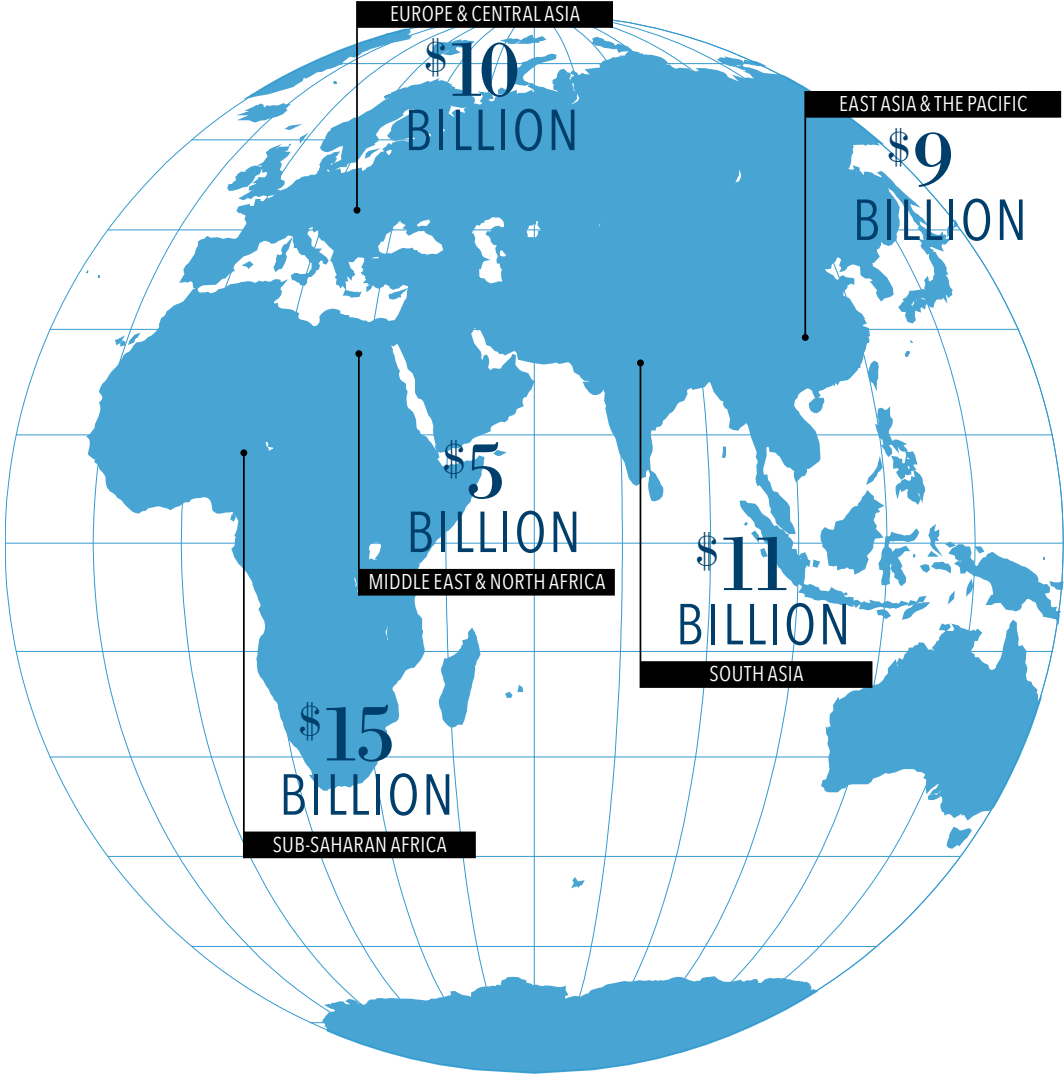 EUROPE & CENTRAL ASIA
$10
BILLION
EAST ASIA & THE PACIFIC
$9
BILLION
$5
BILLION
MIDDLE EAST & NORTH AFRICA
$11
BILLION
SOUTH ASIA
$15
BILLION
SUB-SAHARAN AFRICA